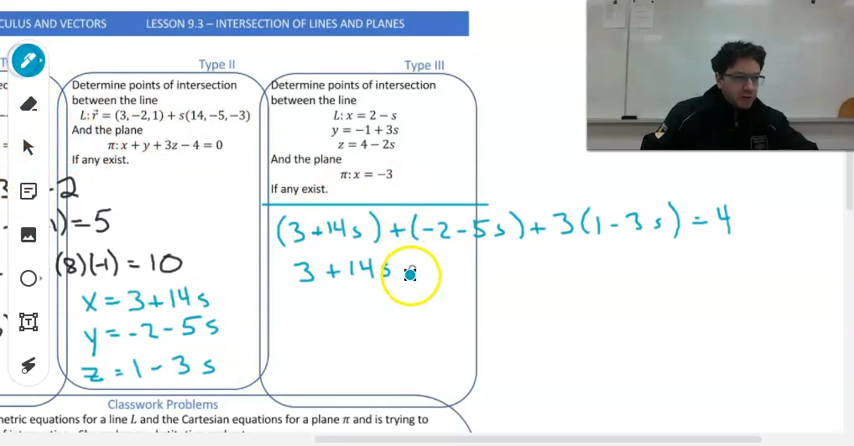 CULUS AND VECTORS LESSON 9.3 – INTERSECTION OF LINES AND PLANES
Type II
Determine points of intersection
between the line
L: r⃗ = (3, −2, 1) + s(14, −5, −3)
And the plane
π: x + y + 3z − 4 = 0
If any exist.
-2
) = 5
(8)(-1) = 10
x = 3 + 14s
y = -2 - 5s
z = 1 - 3s
Type III
Determine points of intersection
between the line
L: x = 2 − s
y = −1 + 3s
z = 4 − 2s
And the plane
π: x = −3
If any exist.
(3 + 14s) + (-2 - 5s) + 3(1 - 3s) = 4
3 + 14s
Classwork Problems
metric equations for a line L and the Cartesian equations for a plane π and is trying to